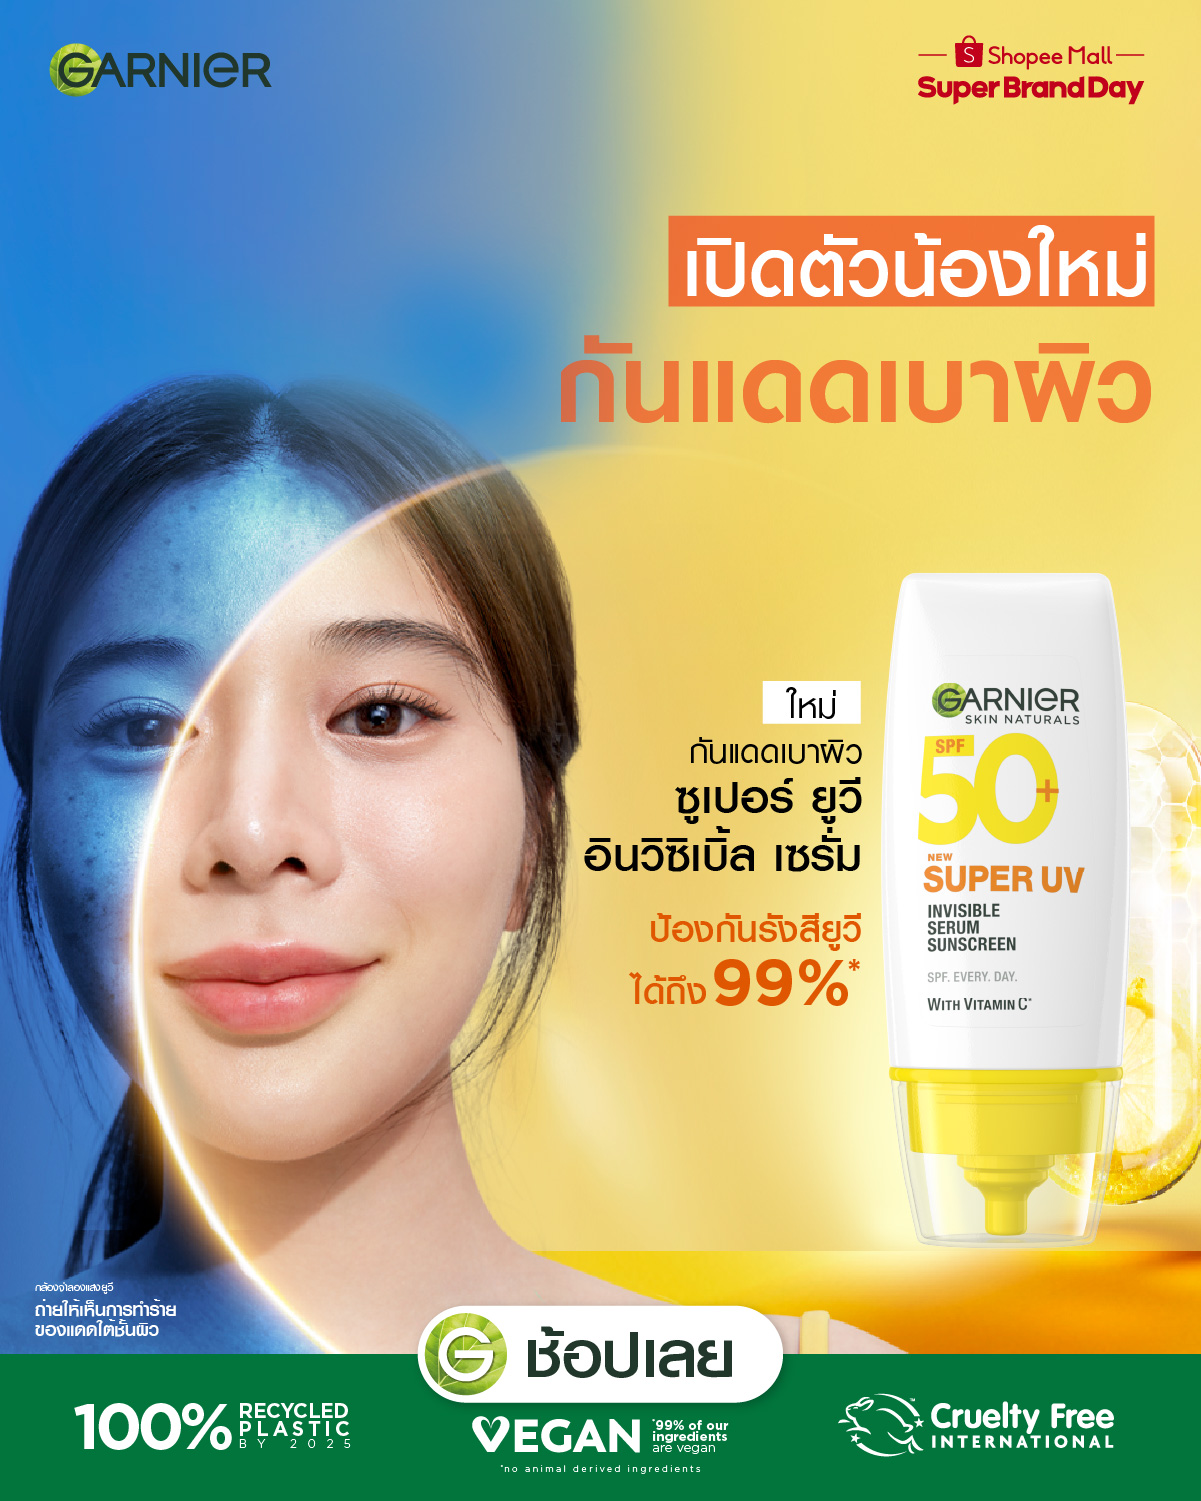 GARNIER
Shopee Mall
Super Brand Day
เปิดตัวน้องใหม่
กันแดดเบาผิว
ใหม่
กันแดดเบาผิว
ซูเปอร์ ยูวี
อินวิซิเบิ้ล เซรั่ม
ป้องกันรังสียูวี
ได้ถึง 99%*
GARNIER
SKIN NATURALS
SPF
50+
NEW
SUPER UV
INVISIBLE
SERUM
SUNSCREEN
SPF. EVERY. DAY.
WITH VITAMIN C*
กล้องจำลองแสงยูวี
ถ่ายให้เห็นการทำร้าย
ของแดดใต้ชั้นผิว
G ช้อปเลย
100% RECYCLED
PLASTIC
BY 2025
VEGAN
*99% of our
ingredients
are vegan
*no animal derived ingredients
Cruelty Free
INTERNATIONAL